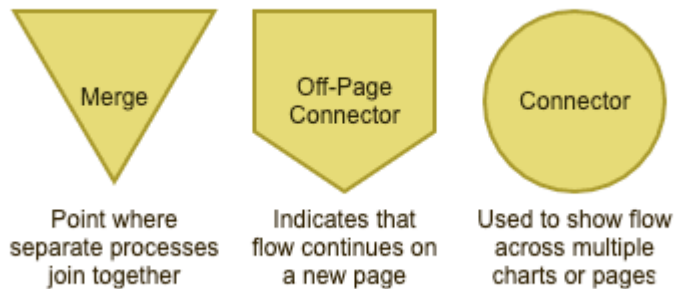 Merge
Off-Page
Connector
Connector
Point where
separate processes
join together
Indicates that
flow continues on
a new page
Used to show flow
across multiple
charts or pages